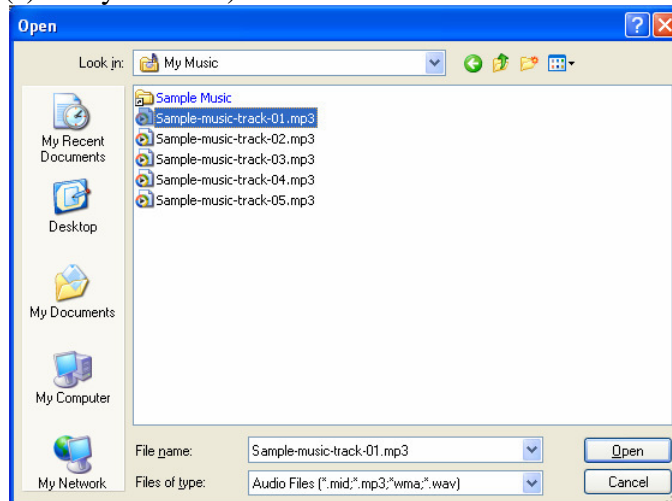 Open
Look in:
My Music
Sample Music
Sample-music-track-01.mp3
Sample-music-track-02.mp3
Sample-music-track-03.mp3
Sample-music-track-04.mp3
Sample-music-track-05.mp3
My Recent
Documents
Desktop
My Documents
My Computer
My Network
File name:
Sample-music-track-01.mp3
Open
Files of type:
Audio Files (*.mid;*.mp3;*wma;*.wav)
Cancel